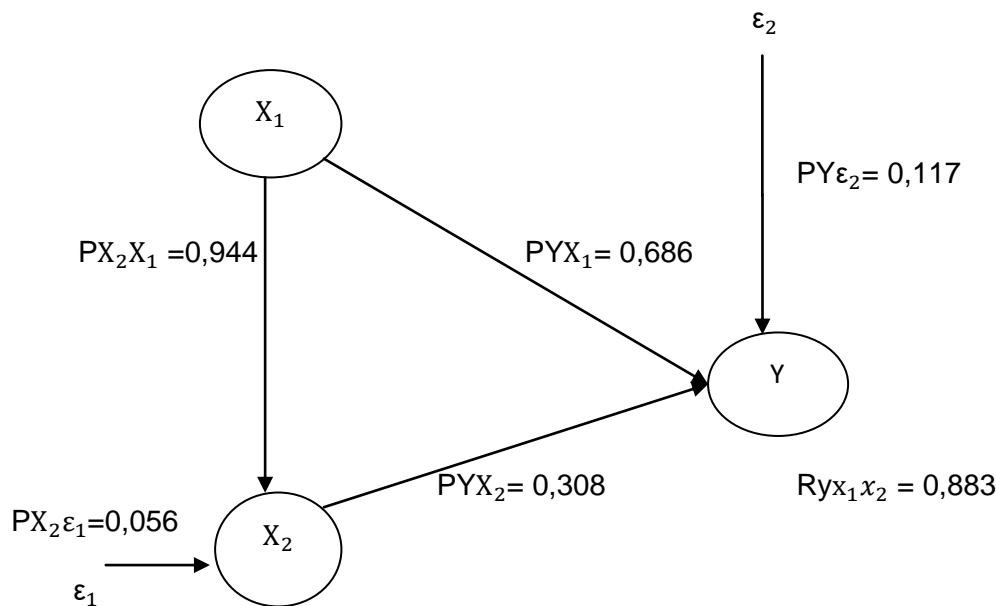 ε₂
X₁
PYε₂= 0,117
PX₂X₁ =0,944
PYX₁= 0,686
Y
PYX₂= 0,308
Ryx₁x₂ = 0,883
PX₂ε₁=0,056
X₂
ε₁